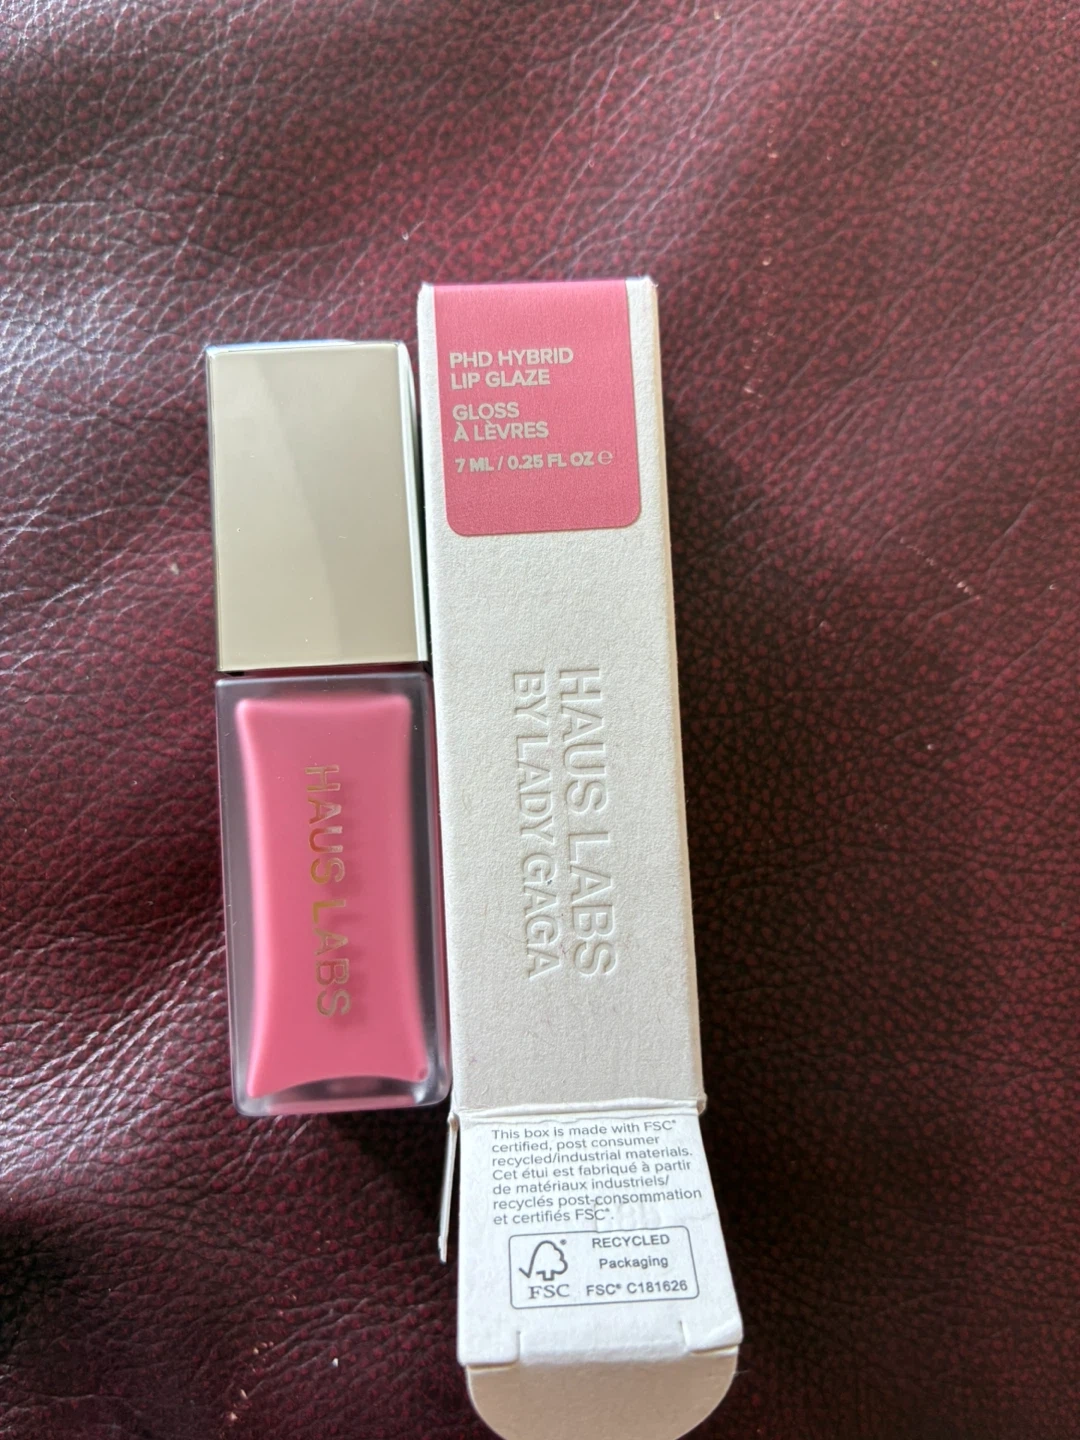 PHD HYBRID
LIP GLAZE
GLOSS
À LÈVRES
7 ML / 0.25 FL OZ ℮
HAUS LABS
BY LADY GAGA
HAUS LABS
This box is made with FSC®
certified, post consumer
recycled/industrial materials.
Cet étui est fabriqué à partir
de matériaux industriels/
recyclés post-consommation
et certifiés FSC®.
RECYCLED
Packaging
FSC
FSC® C181626